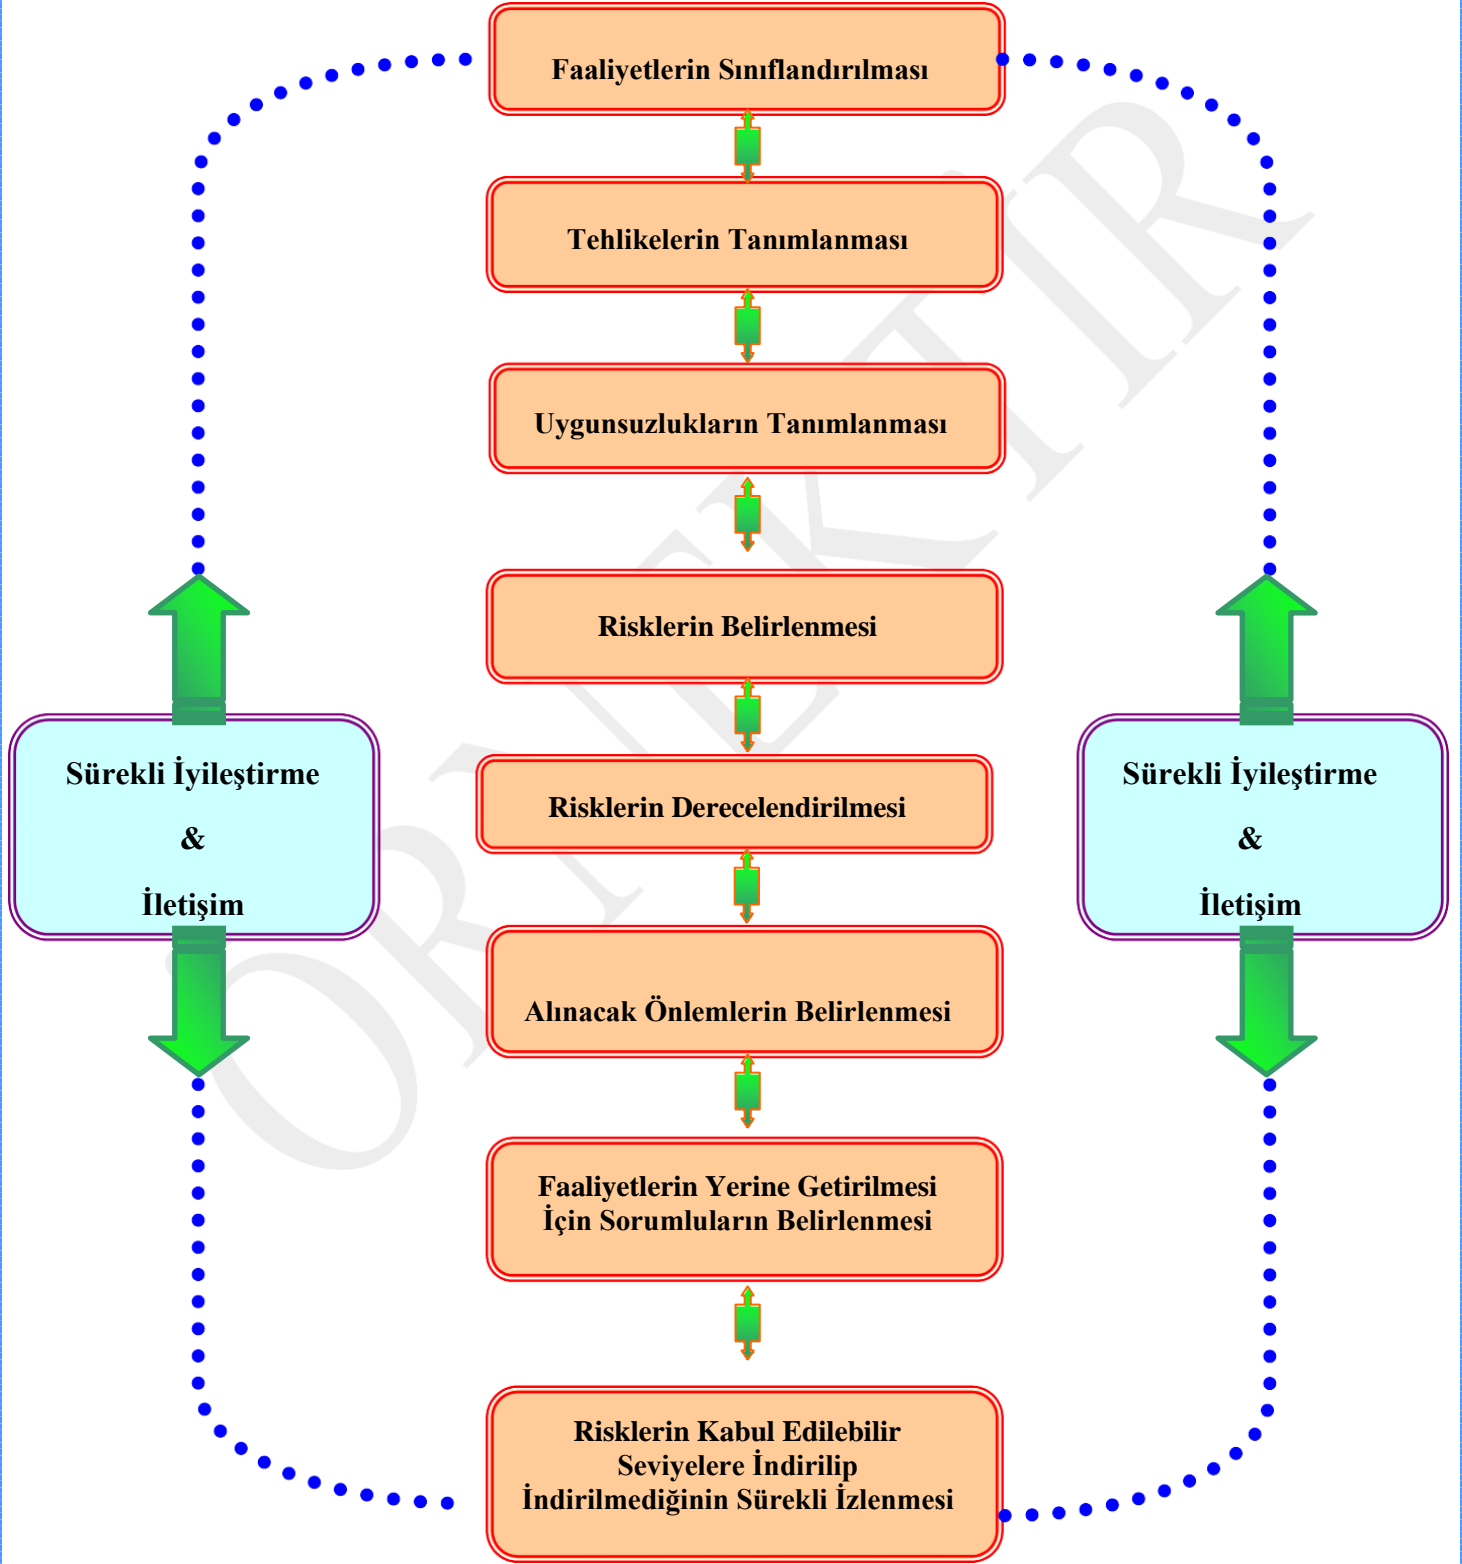 Faaliyetlerin Sınıflandırılması
Tehlikelerin Tanımlanması
Uygunsuzlukların Tanımlanması
Risklerin Belirlenmesi
Sürekli İyileştirme
&
İletişim
Risklerin Derecelendirilmesi
Sürekli İyileştirme
&
İletişim
Alınacak Önlemlerin Belirlenmesi
Faaliyetlerin Yerine Getirilmesi
İçin Sorumluların Belirlenmesi
Risklerin Kabul Edilebilir
Seviyelere İndirilip
İndirilmediğinin Sürekli İzlenmesi
ÖRNEKTİR